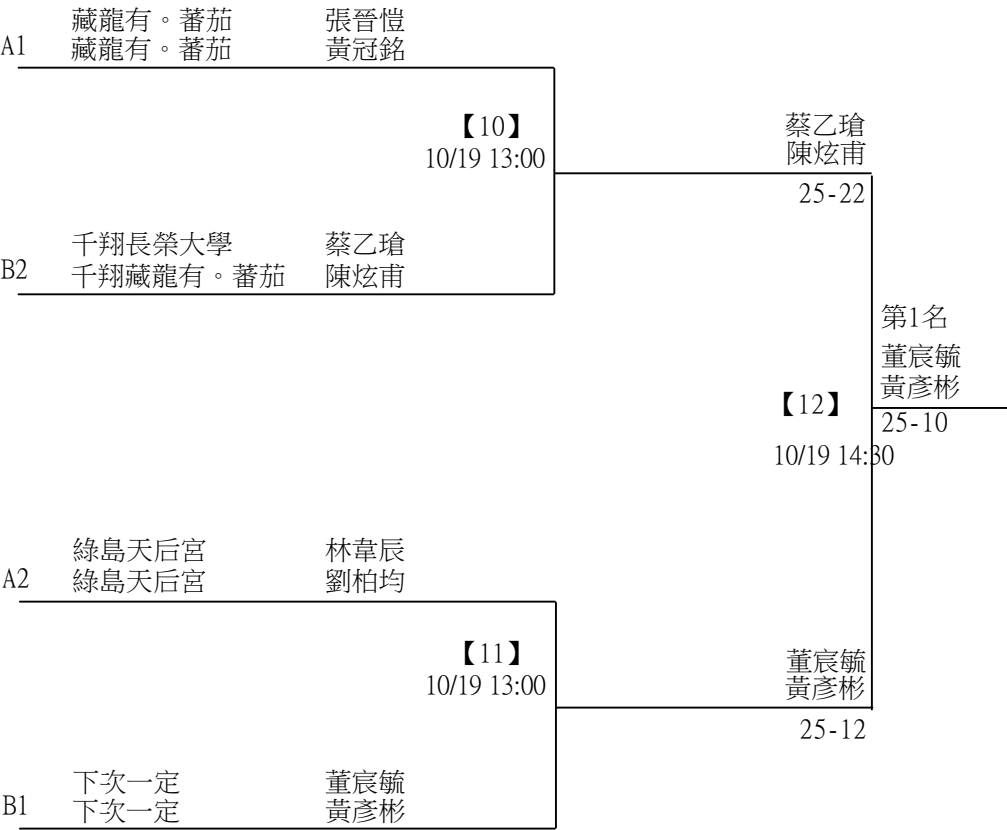 藏龍有。蕃茄 張晉愷
A1 藏龍有。蕃茄 黃冠銘
【10】
10/19 13:00
蔡乙瑲
陳炫甫
25-22
千翔長榮大學 蔡乙瑲
B2 千翔藏龍有。蕃茄 陳炫甫
第1名
董宸毓
黃彥彬
【12】
25-10
10/19 14:30
綠島天后宮 林韋辰
A2 綠島天后宮 劉柏均
【11】
10/19 13:00
董宸毓
黃彥彬
25-12
下次一定 董宸毓
B1 下次一定 黃彥彬